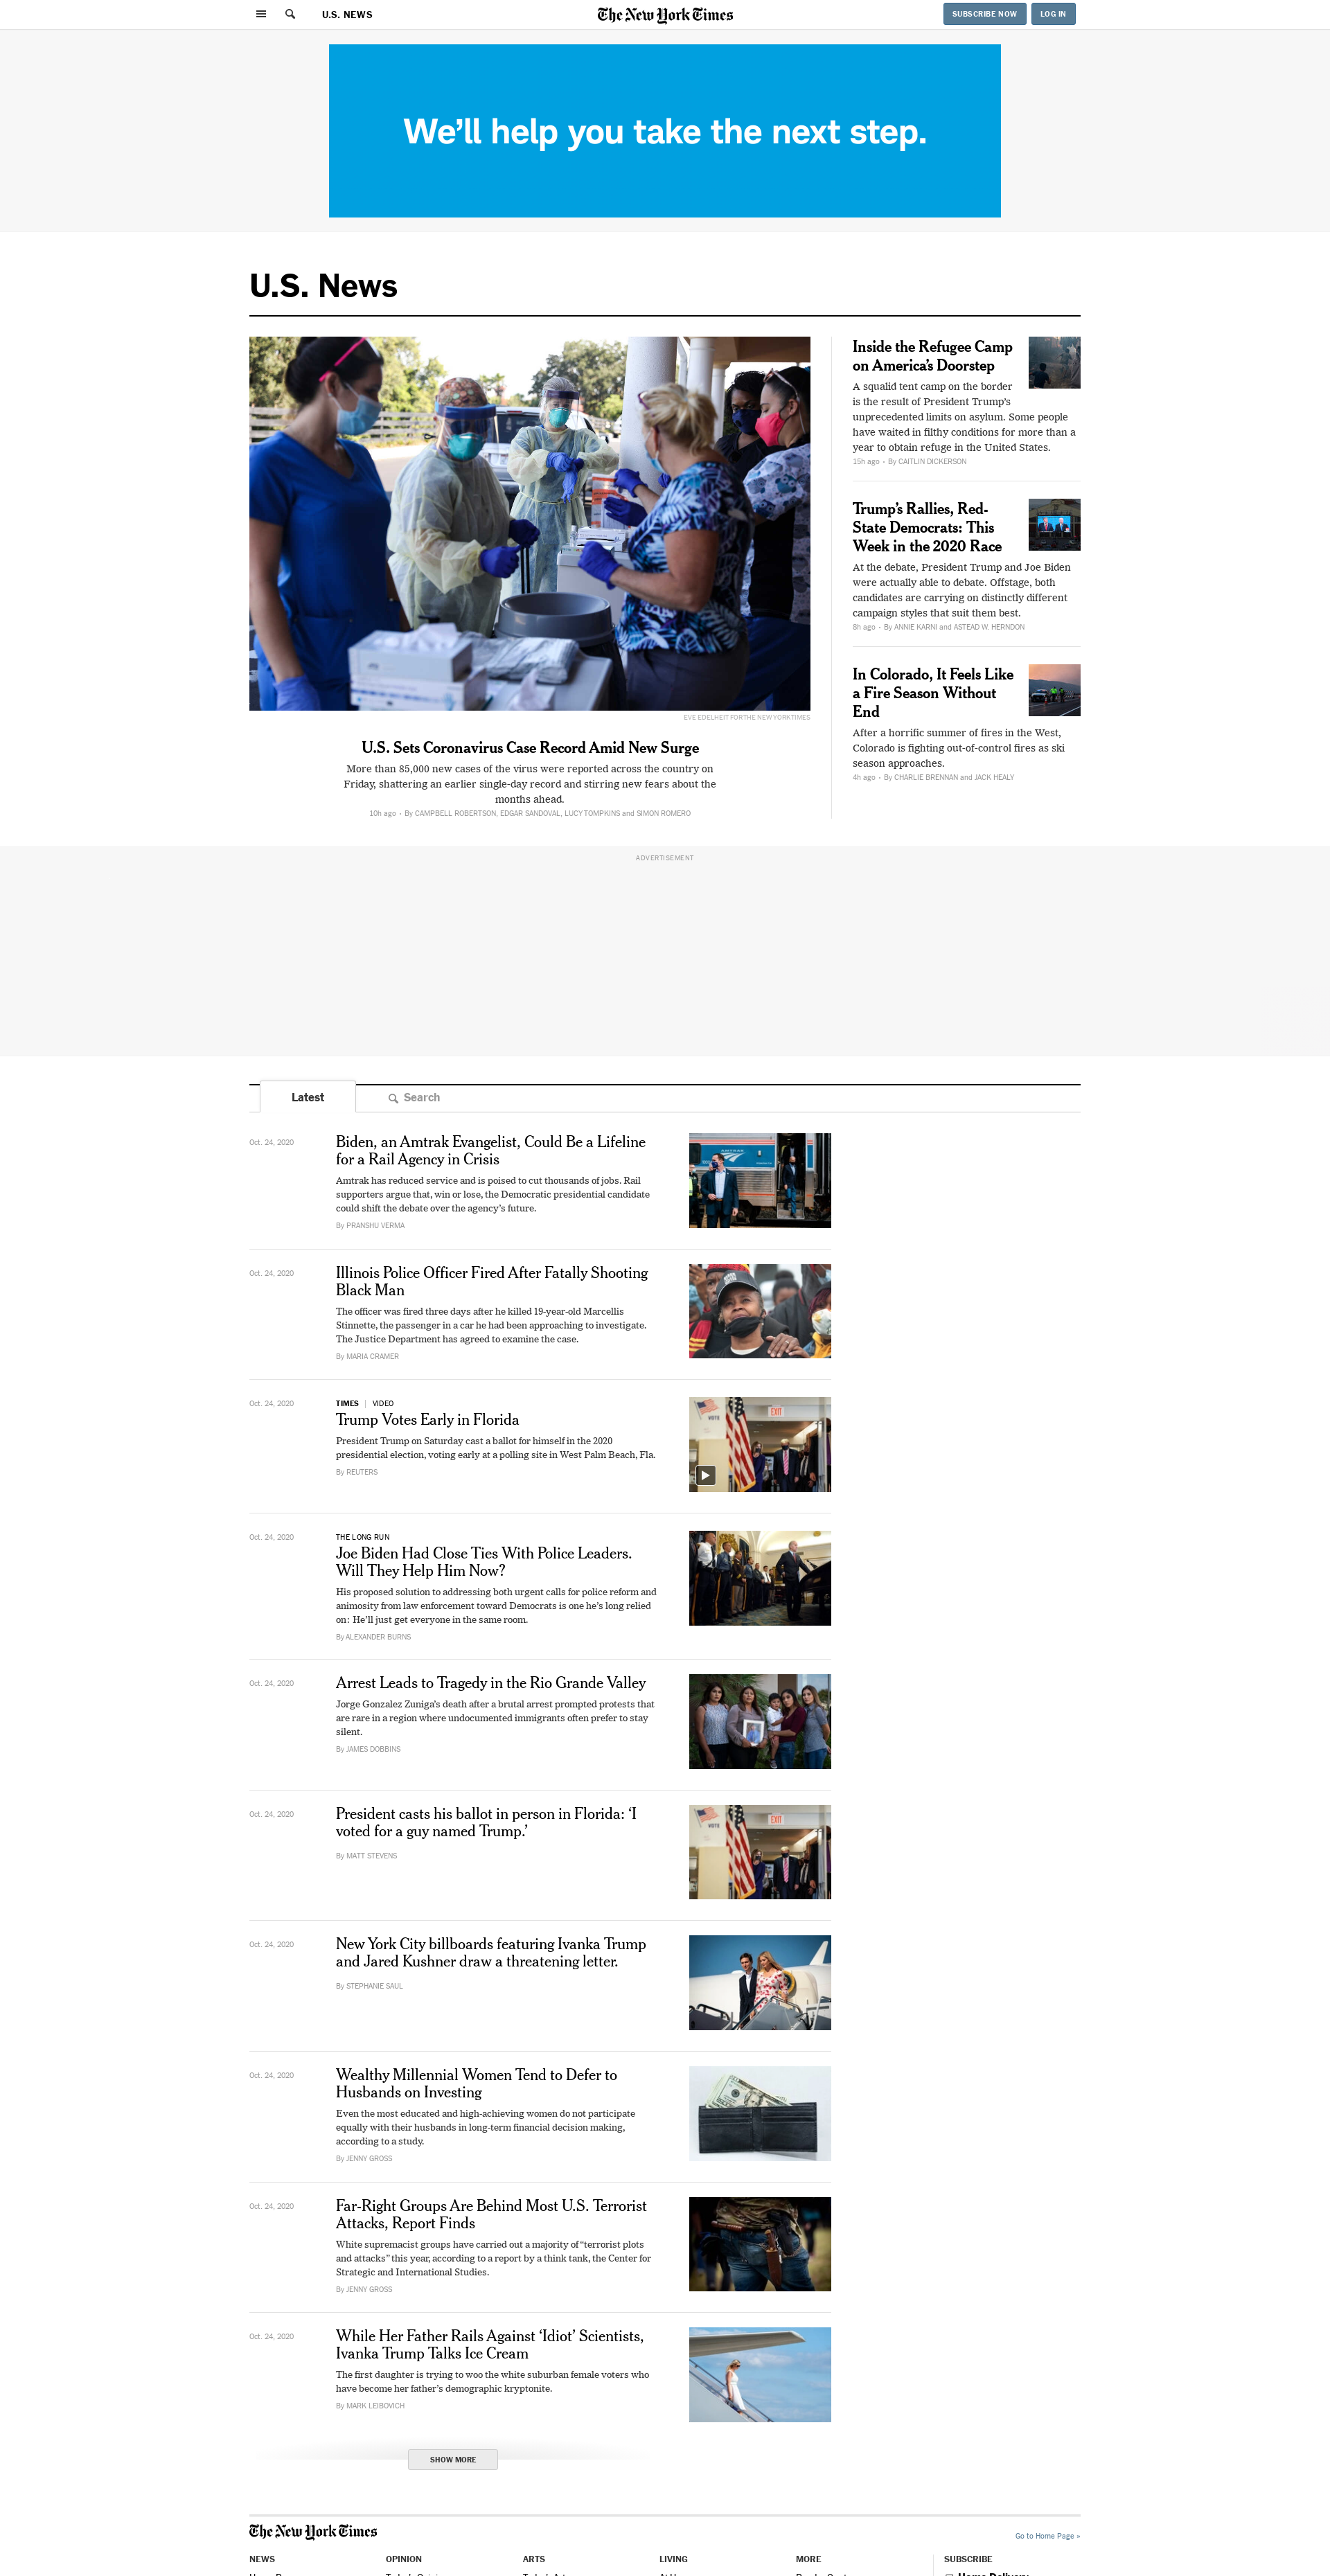 U.S. NEWS
The New York Times
SUBSCRIBE NOW
LOG IN
We'll help you take the next step.
U.S. News
EVE EDELHEIT FOR THE NEW YORK TIMES
U.S. Sets Coronavirus Case Record Amid New Surge
More than 85,000 new cases of the virus were reported across the country on
Friday, shattering an earlier single-day record and stirring new fears about the
months ahead.
10h ago • By CAMPBELL ROBERTSON, EDGAR SANDOVAL, LUCY TOMPKINS and SIMON ROMERO
Inside the Refugee Camp
on America's Doorstep
A squalid tent camp on the border
is the result of President Trump's
unprecedented limits on asylum. Some people
have waited in filthy conditions for more than a
year to obtain refuge in the United States.
15h ago • By CAITLIN DICKERSON
Trump's Rallies, Red-
State Democrats: This
Week in the 2020 Race
At the debate, President Trump and Joe Biden
were actually able to debate. Offstage, both
candidates are carrying on distinctly different
campaign styles that suit them best.
8h ago • By ANNIE KARNI and ASTEAD W. HERNDON
In Colorado, It Feels Like
a Fire Season Without
End
After a horrific summer of fires in the West,
Colorado is fighting out-of-control fires as ski
season approaches.
4h ago • By CHARLIE BRENNAN and JACK HEALY
ADVERTISEMENT
Latest
Search
Oct. 24, 2020
Biden, an Amtrak Evangelist, Could Be a Lifeline
for a Rail Agency in Crisis
Amtrak has reduced service and is poised to cut thousands of jobs. Rail
supporters argue that, win or lose, the Democratic presidential candidate
could shift the debate over the agency's future.
By PRANSHU VERMA
Oct. 24, 2020
Illinois Police Officer Fired After Fatally Shooting
Black Man
The officer was fired three days after he killed 19-year-old Marcellis
Stinnette, the passenger in a car he had been approaching to investigate.
The Justice Department has agreed to examine the case.
By MARIA CRAMER
Oct. 24, 2020
TIMES | VIDEO
Trump Votes Early in Florida
President Trump on Saturday cast a ballot for himself in the 2020
presidential election, voting early at a polling site in West Palm Beach, Fla.
By REUTERS
VOTE
EXIT
Oct. 24, 2020
THE LONG RUN
Joe Biden Had Close Ties With Police Leaders.
Will They Help Him Now?
His proposed solution to addressing both urgent calls for police reform and
animosity from law enforcement toward Democrats is one he's long relied
on: He'll just get everyone in the same room.
By ALEXANDER BURNS
Oct. 24, 2020
Arrest Leads to Tragedy in the Rio Grande Valley
Jorge Gonzalez Zuniga's death after a brutal arrest prompted protests that
are rare in a region where undocumented immigrants often prefer to stay
silent.
By JAMES DOBBINS
Oct. 24, 2020
President casts his ballot in person in Florida: 'I
voted for a guy named Trump.'
By MATT STEVENS
VOTE
EXIT
Oct. 24, 2020
New York City billboards featuring Ivanka Trump
and Jared Kushner draw a threatening letter.
By STEPHANIE SAUL
Oct. 24, 2020
Wealthy Millennial Women Tend to Defer to
Husbands on Investing
Even the most educated and high-achieving women do not participate
equally with their husbands in long-term financial decision making,
according to a study.
By JENNY GROSS
Oct. 24, 2020
Far-Right Groups Are Behind Most U.S. Terrorist
Attacks, Report Finds
White supremacist groups have carried out a majority of "terrorist plots
and attacks" this year, according to a report by a think tank, the Center for
Strategic and International Studies.
By JENNY GROSS
Oct. 24, 2020
While Her Father Rails Against 'Idiot' Scientists,
Ivanka Trump Talks Ice Cream
The first daughter is trying to woo the white suburban female voters who
have become her father's demographic kryptonite.
By MARK LEIBOVICH
SHOW MORE
The New York Times
Go to Home Page »
NEWS
OPINION
ARTS
LIVING
MORE
SUBSCRIBE